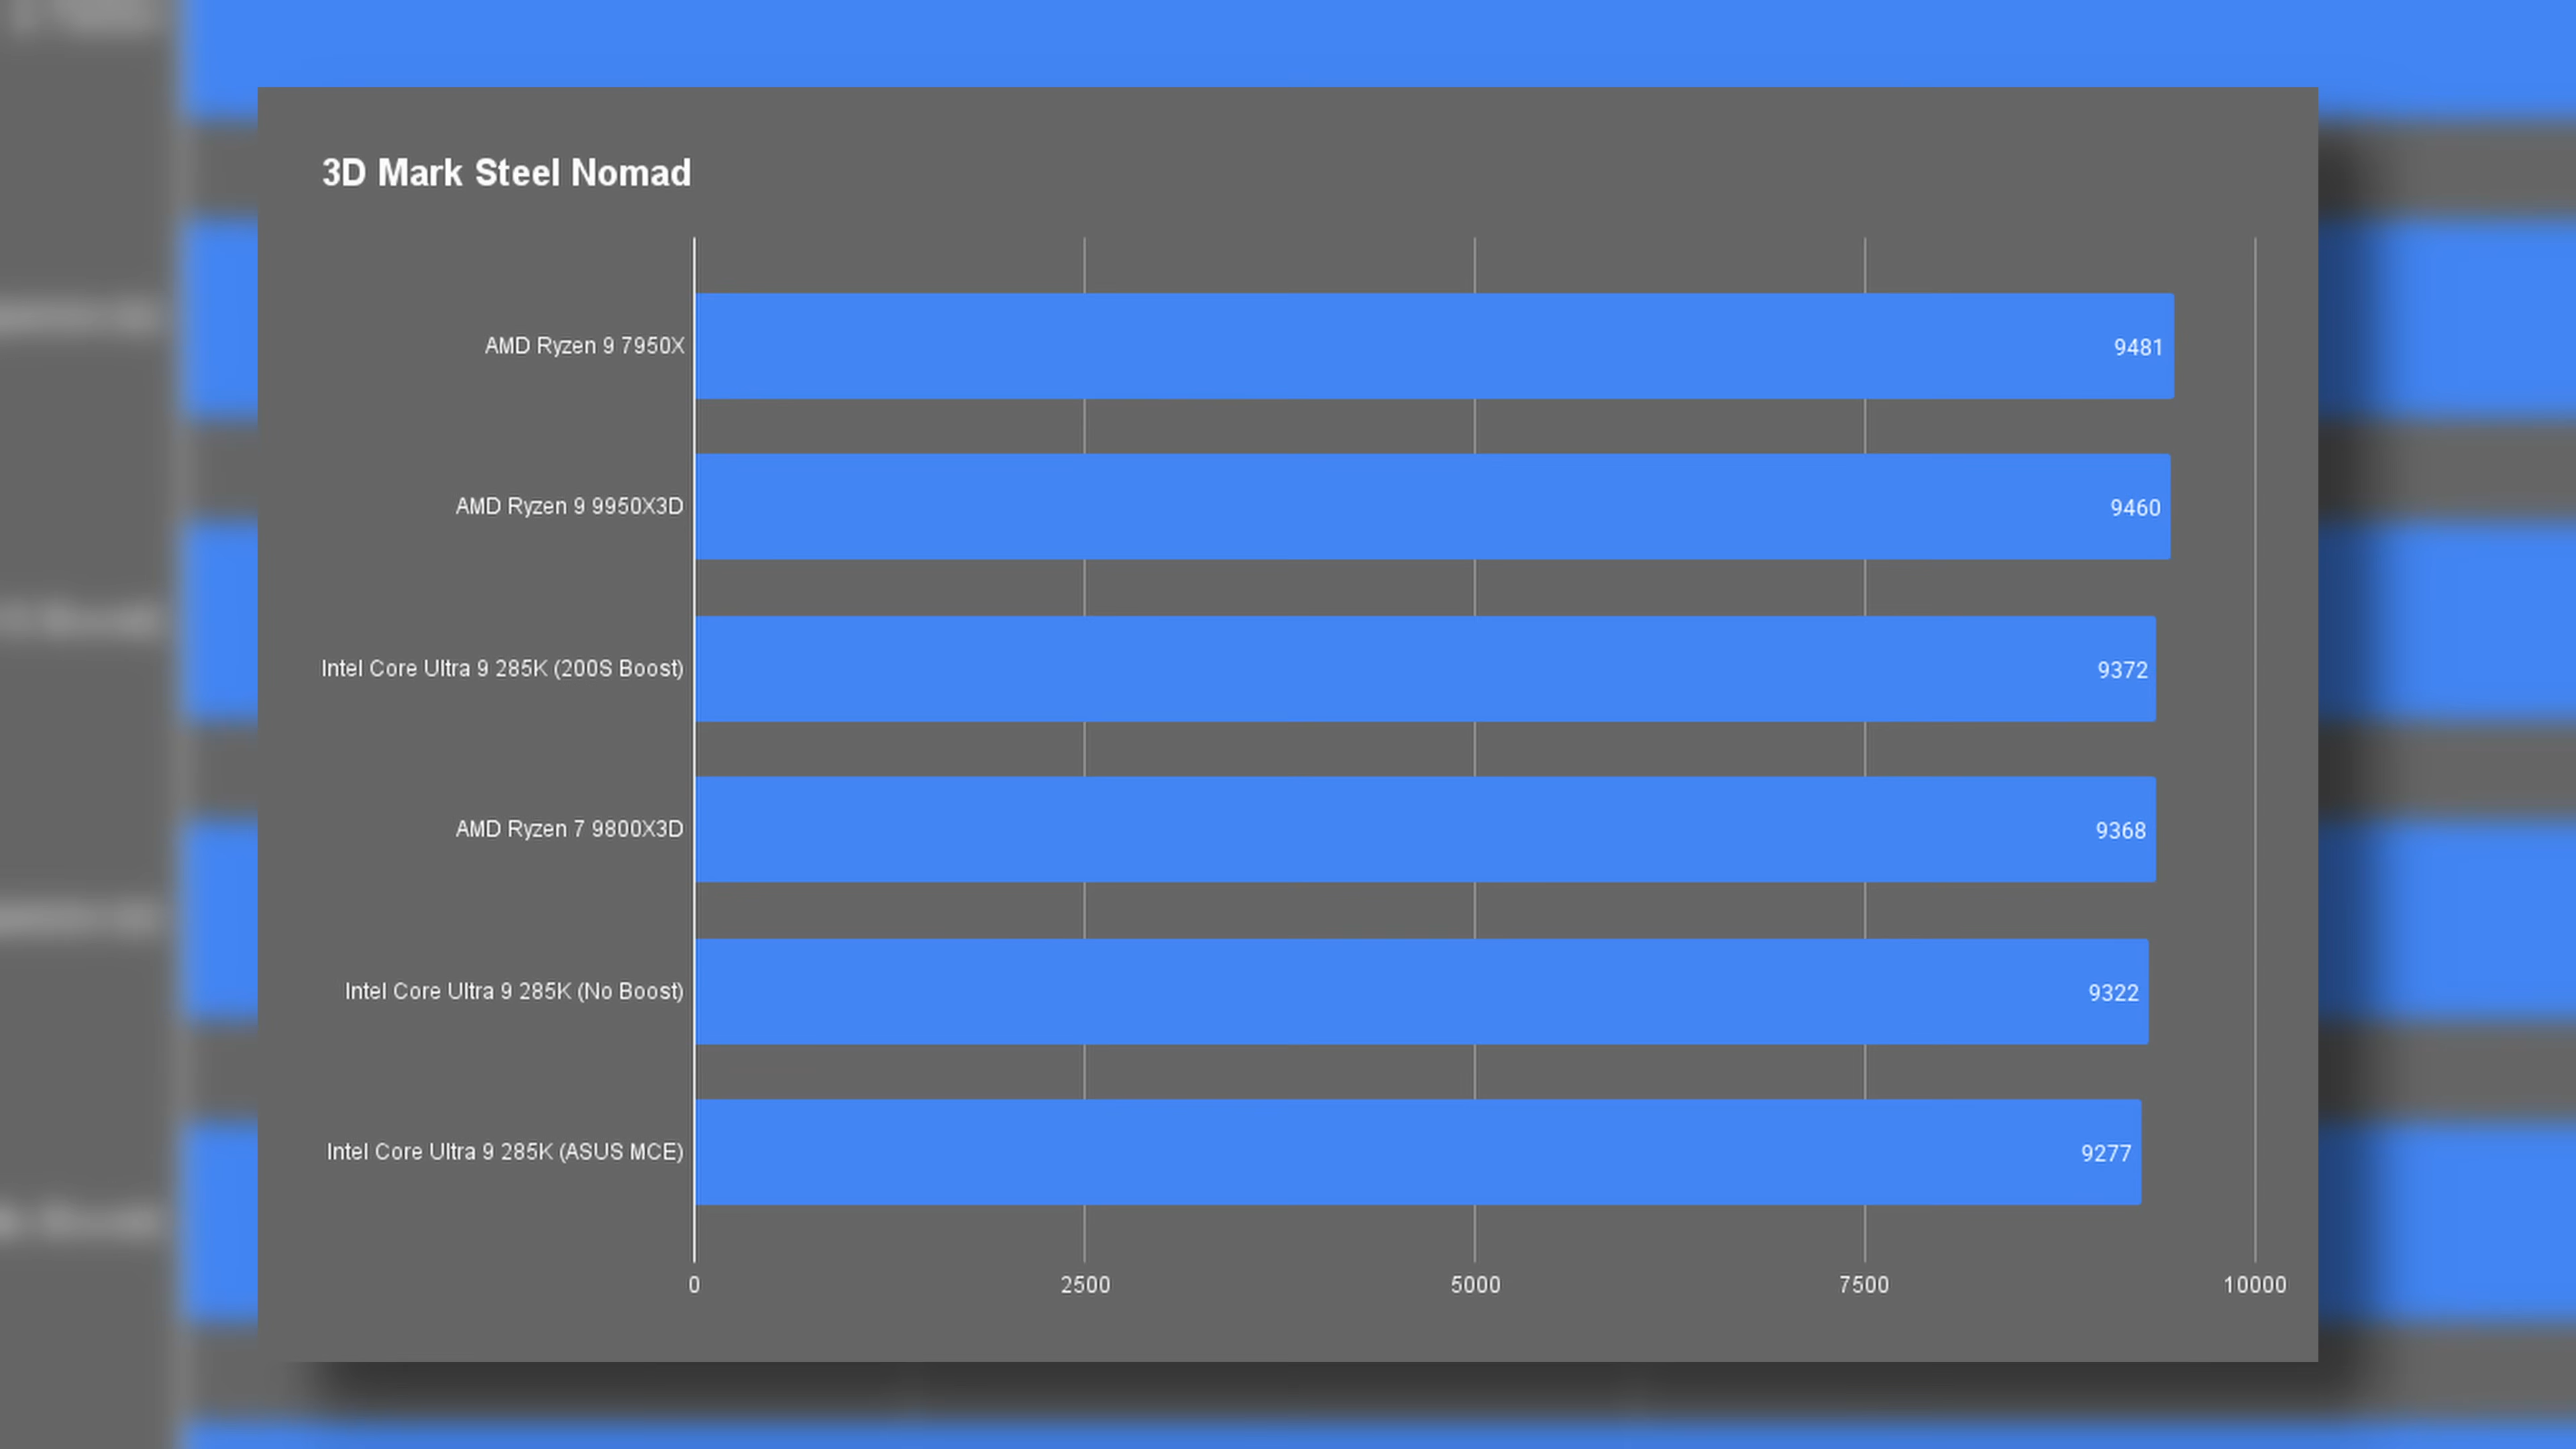 3D Mark Steel Nomad
AMD Ryzen 9 7950X
9481
AMD Ryzen 9 9950X3D
9460
Intel Core Ultra 9 285K (200S Boost)
9372
AMD Ryzen 7 9800X3D
9368
Intel Core Ultra 9 285K (No Boost)
9322
Intel Core Ultra 9 285K (ASUS MCE)
9277
0 2500 5000 7500 10000